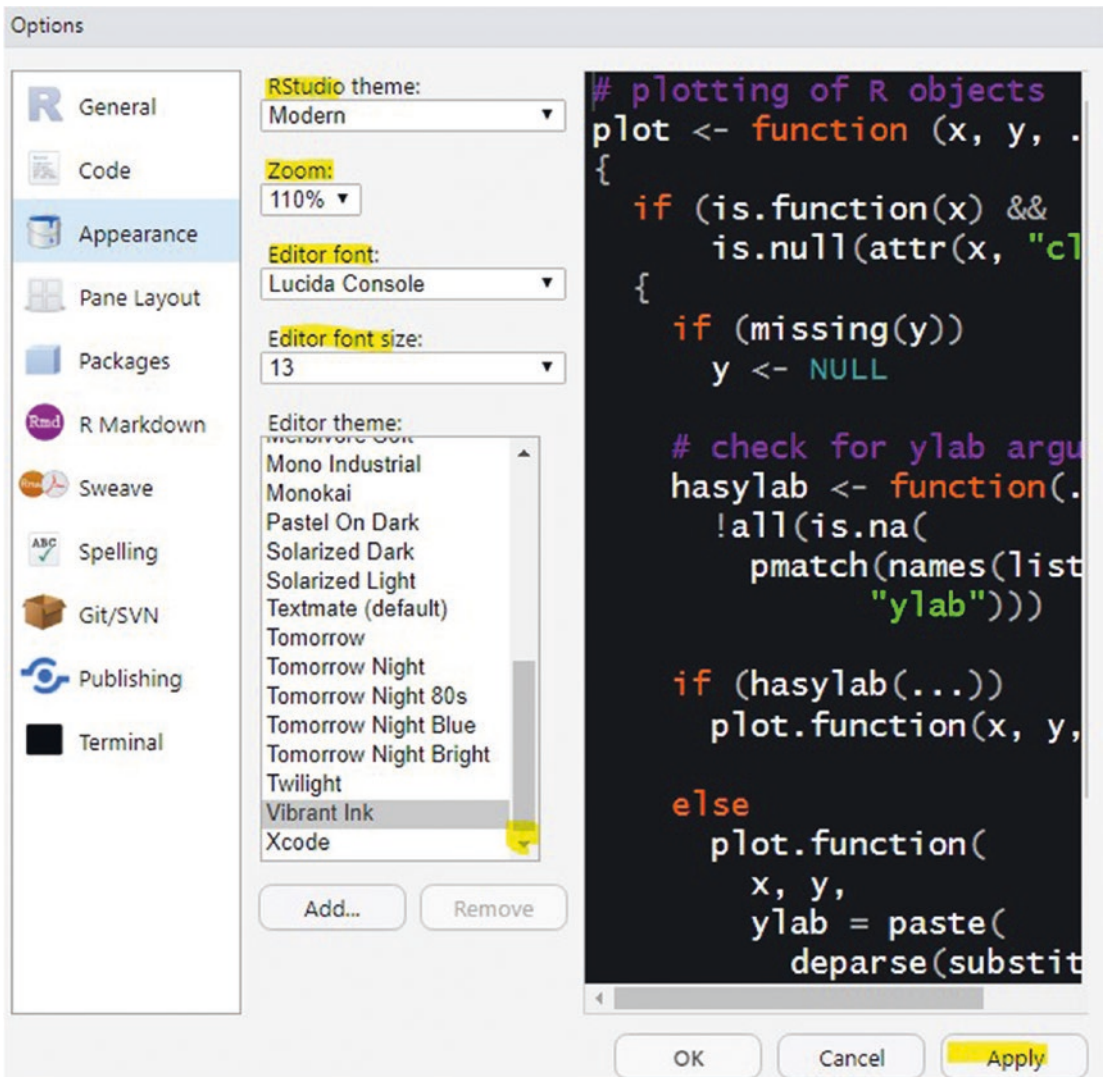 Options
General
Code
Appearance
Pane Layout
Packages
Rmd R Markdown
Sweave
ABC Spelling
Git/SVN
Publishing
Terminal
RStudio theme:
Modern
Zoom:
110%
Editor font:
Lucida Console
Editor font size:
13
Editor theme:
Merbivore Soft
Mono Industrial
Monokai
Pastel On Dark
Solarized Dark
Solarized Light
Textmate (default)
Tomorrow
Tomorrow Night
Tomorrow Night 80s
Tomorrow Night Blue
Tomorrow Night Bright
Twilight
Vibrant Ink
Xcode
Add...
Remove
# plotting of R objects
plot <- function (x, y, .
{
if (is.function(x) &&
is.null(attr(x, "cl
{
if (missing(y))
y <- NULL
# check for ylab argu
hasylab <- function(.
!all(is.na(
pmatch(names(list
"ylab")))
if (hasylab(...))
plot.function(x, y,
else
plot.function(
x, y,
ylab = paste(
deparse(substit
OK
Cancel
Apply